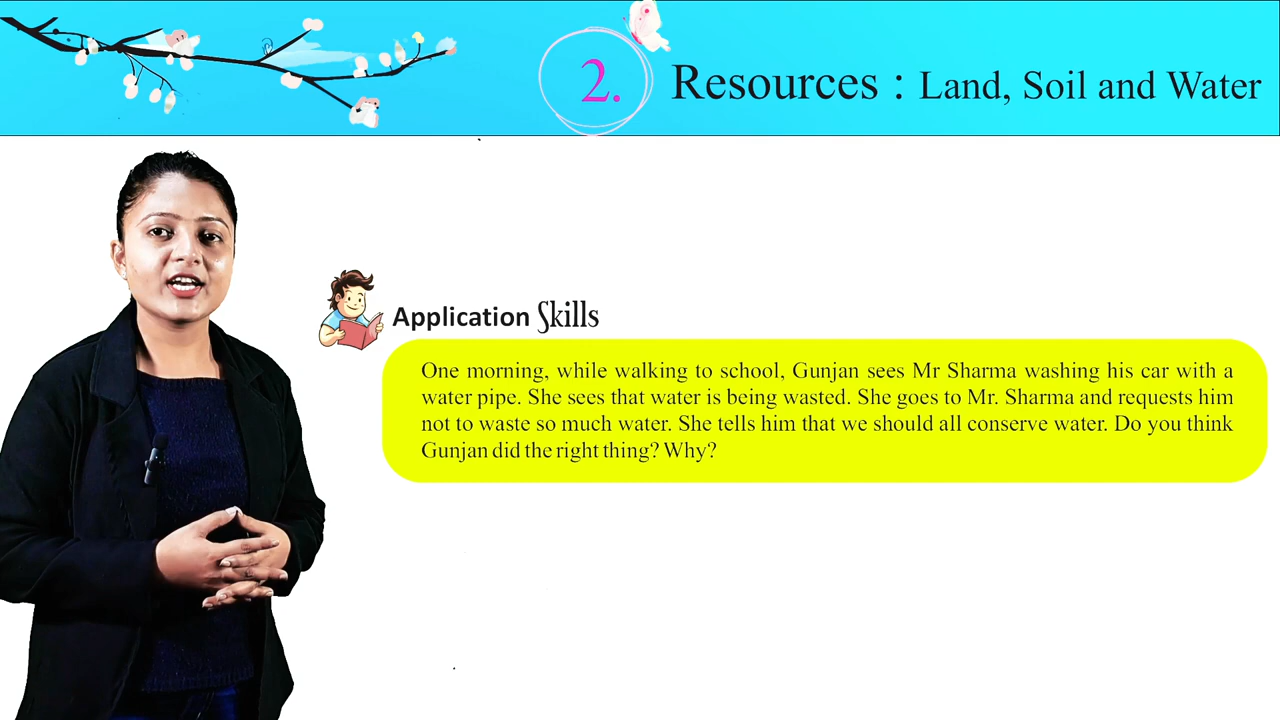 2. Resources : Land, Soil and Water
Application Skills
One morning, while walking to school, Gunjan sees Mr Sharma washing his car with a
water pipe. She sees that water is being wasted. She goes to Mr. Sharma and requests him
not to waste so much water. She tells him that we should all conserve water. Do you think
Gunjan did the right thing? Why?